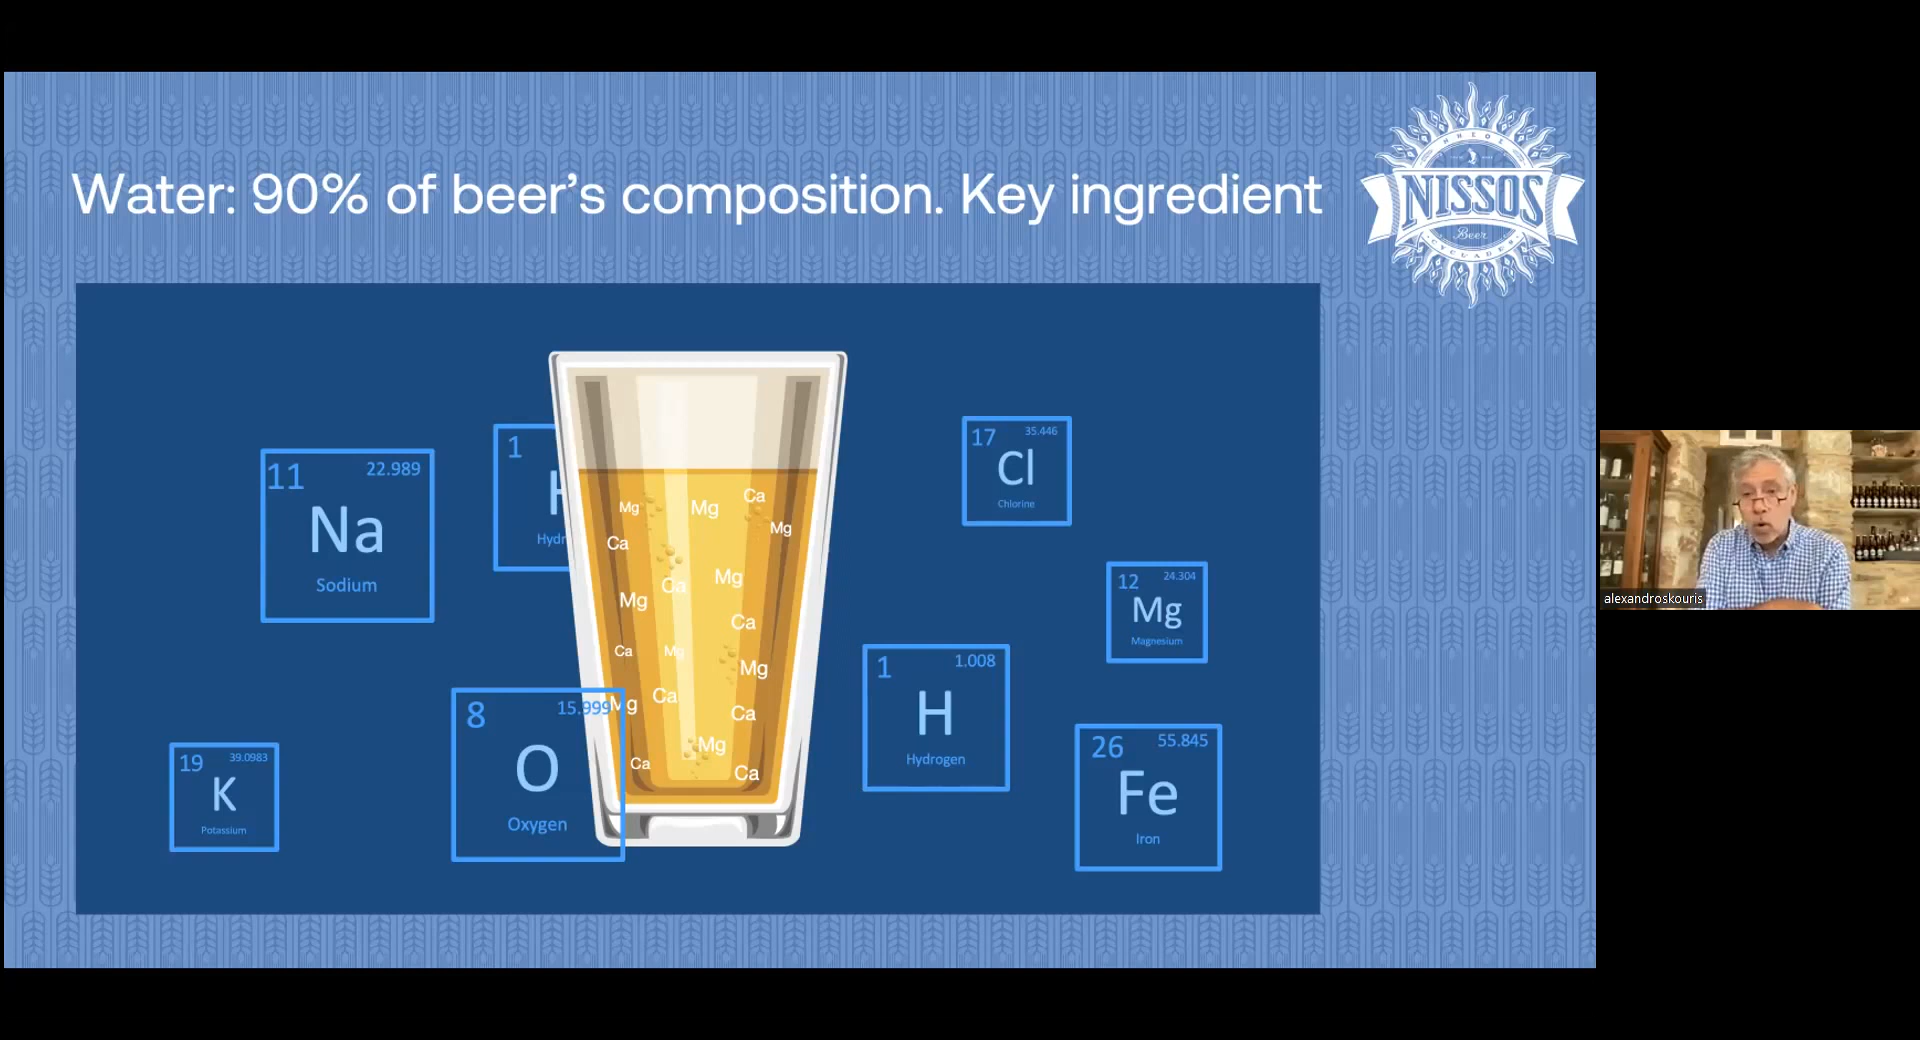 Water: 90% of beer’s composition. Key ingredient
NISSOS
Beer
CYCLADES
11 22.989
Na
Sodium
1
H
Hydr
17 35.446
Cl
Chlorine
12 24.304
Mg
Magnesium
1 1.008
H
Hydrogen
8 15.999
O
Oxygen
19 39.0983
K
Potassium
26 55.845
Fe
Iron
Mg Mg Ca
Mg
Ca
Ca Mg
Mg
Ca
Ca Mg
Mg
Mg Ca
Ca
Mg
Ca Ca
alexandroskouris